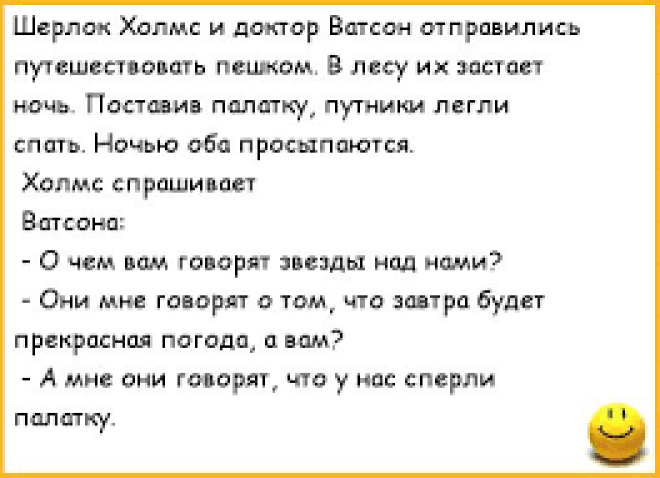 Шерлок Холмс и доктор Ватсон отправились
путешествовать пешком. В лесу их застает
ночь. Поставив палатку, путники легли
спать. Ночью оба просыпаются.
Холмс спрашивает
Ватсона:
- О чем вам говорят звезды над нами?
- Они мне говорят о том, что завтра будет
прекрасная погода, а вам?
- А мне они говорят, что у нас сперли
палатку.